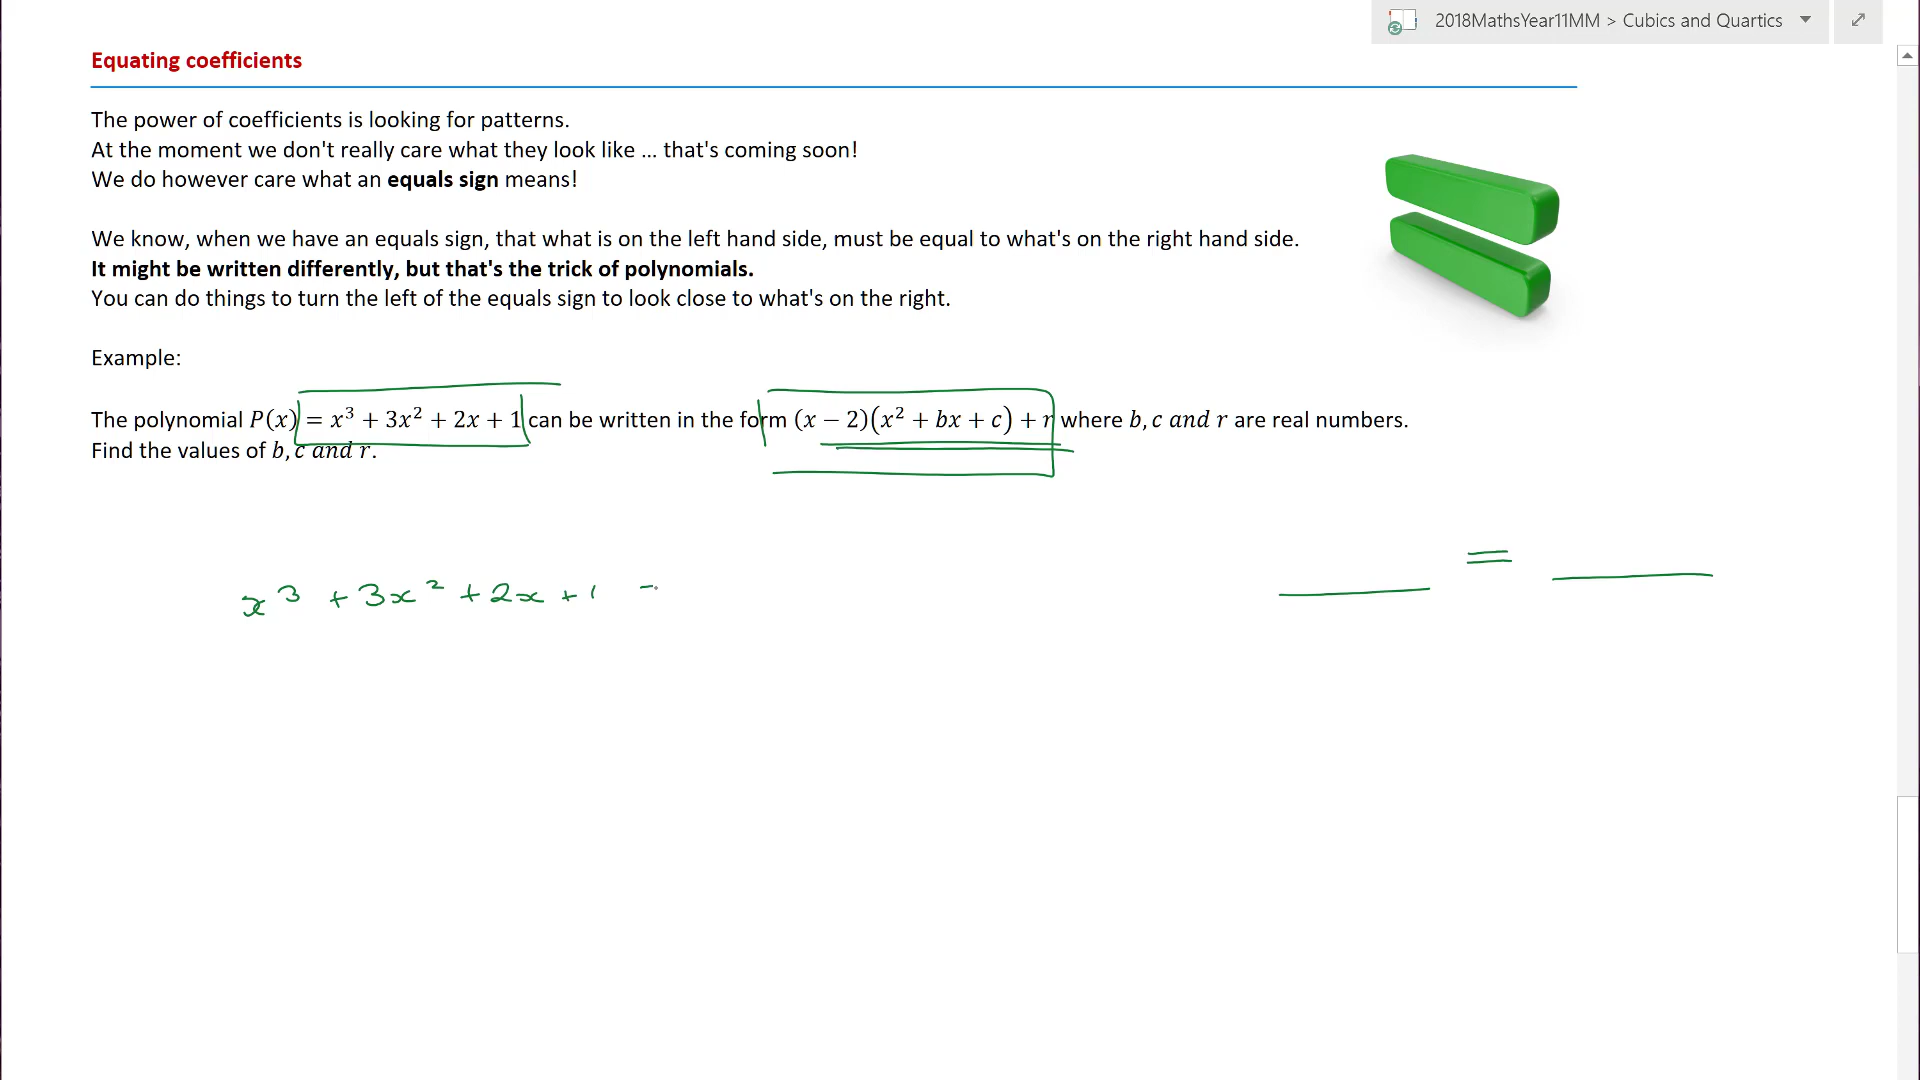 2018MathsYear11MM > Cubics and Quartics
Equating coefficients
The power of coefficients is looking for patterns.
At the moment we don't really care what they look like ... that's coming soon!
We do however care what an equals sign means!
We know, when we have an equals sign, that what is on the left hand side, must be equal to what's on the right hand side.
It might be written differently, but that's the trick of polynomials.
You can do things to turn the left of the equals sign to look close to what's on the right.
Example:
The polynomial P(x) = x³ + 3x² + 2x + 1 can be written in the form (x − 2)(x² + bx + c) + r where b, c and r are real numbers.
Find the values of b, c and r.
=
x³ + 3x² + 2x + 1 =